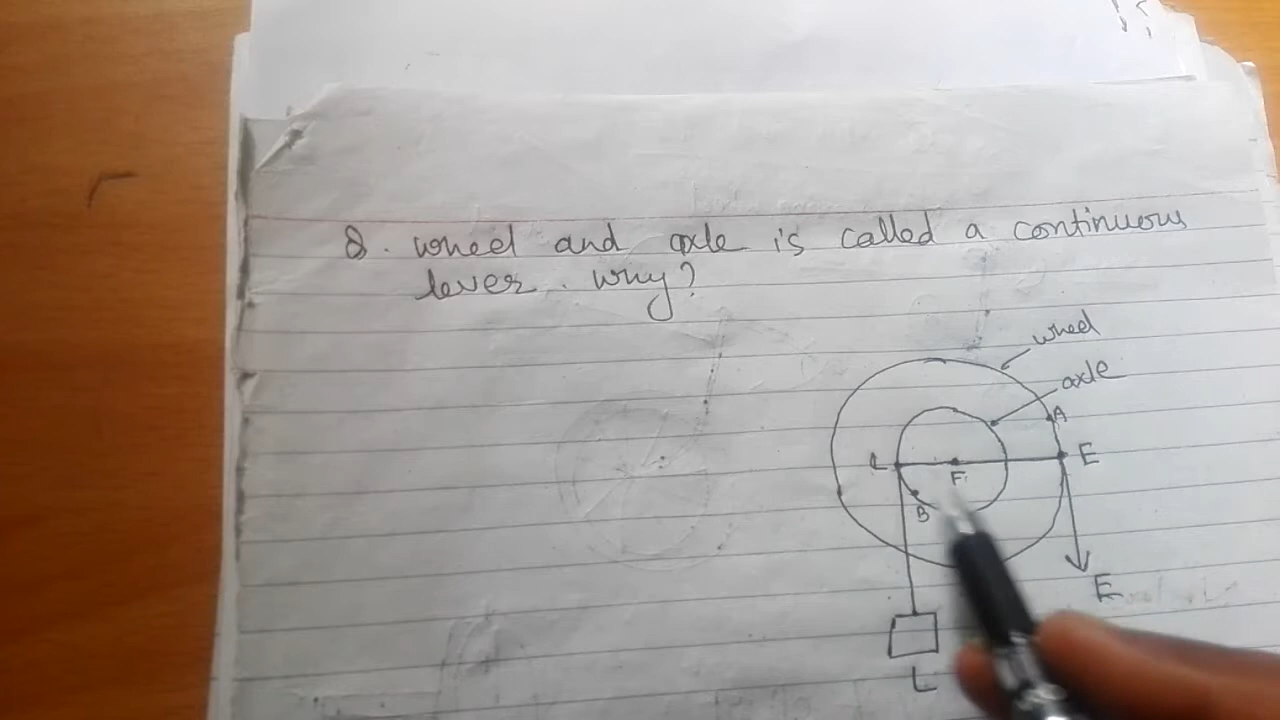 Q. wheel and axle is called a continuous
lever. Why?
wheel
axle
A
L
F
E
B
E
L